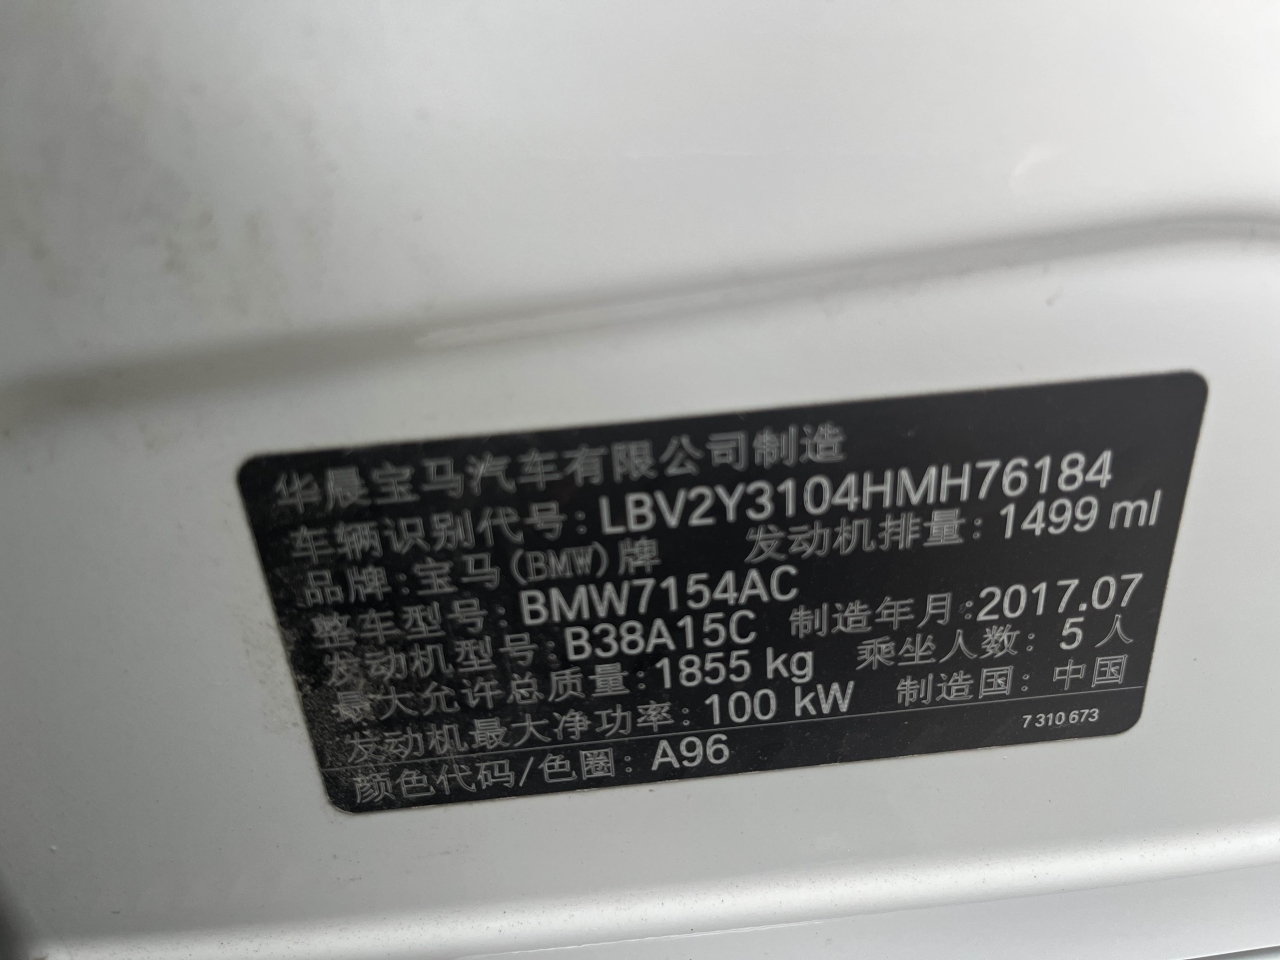 华晨宝马汽车有限公司制造
车辆识别代号:LBV2Y3104HMH76184
品牌:宝马(BMW)牌 发动机排量:1499 ml
整车型号:BMW7154AC
发动机型号:B38A15C 制造年月:2017.07
最大允许总质量:1855 kg 乘坐人数:5人
发动机最大净功率:100 kW 制造国:中国
颜色代码/色圈:A96 7 310 673